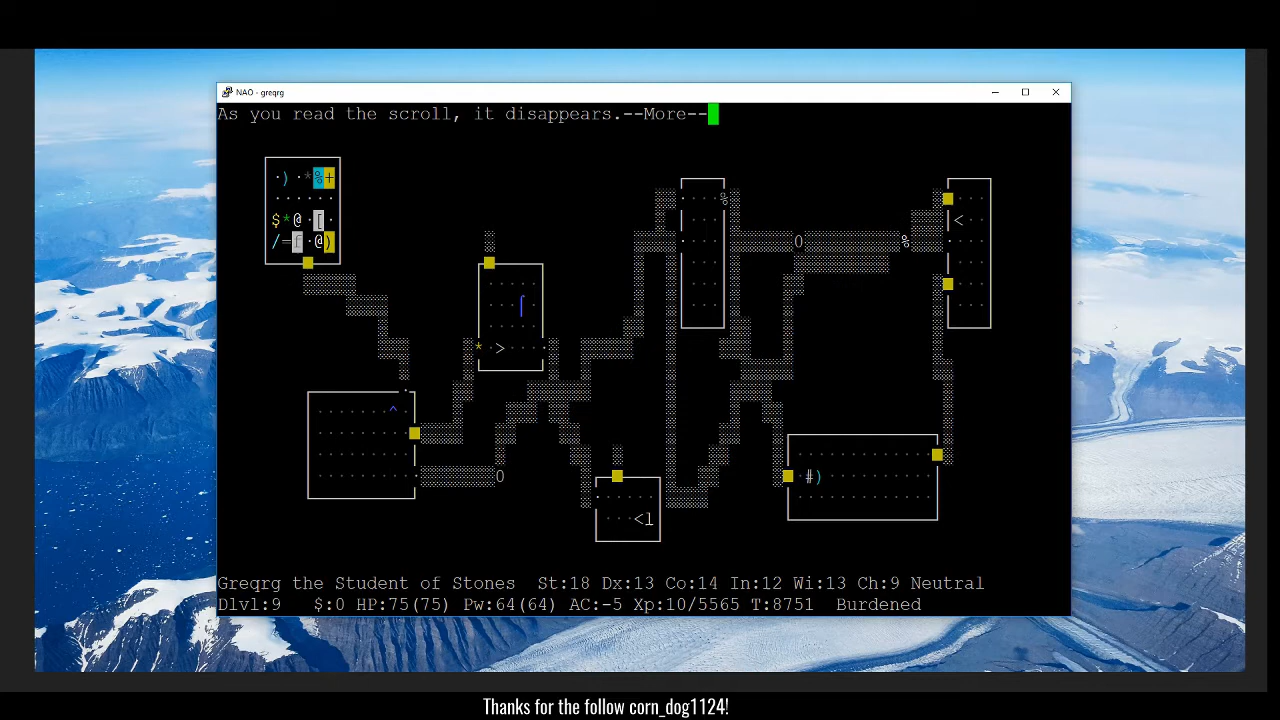 NAO - greqrg
As you read the scroll, it disappears.--More--
Greqrg the Student of Stones St:18 Dx:13 Co:14 In:12 Wi:13 Ch:9 Neutral
Dlvl:9 $:0 HP:75(75) Pw:64(64) AC:-5 Xp:10/5565 T:8751 Burdened
Thanks for the follow corn_dog1124!